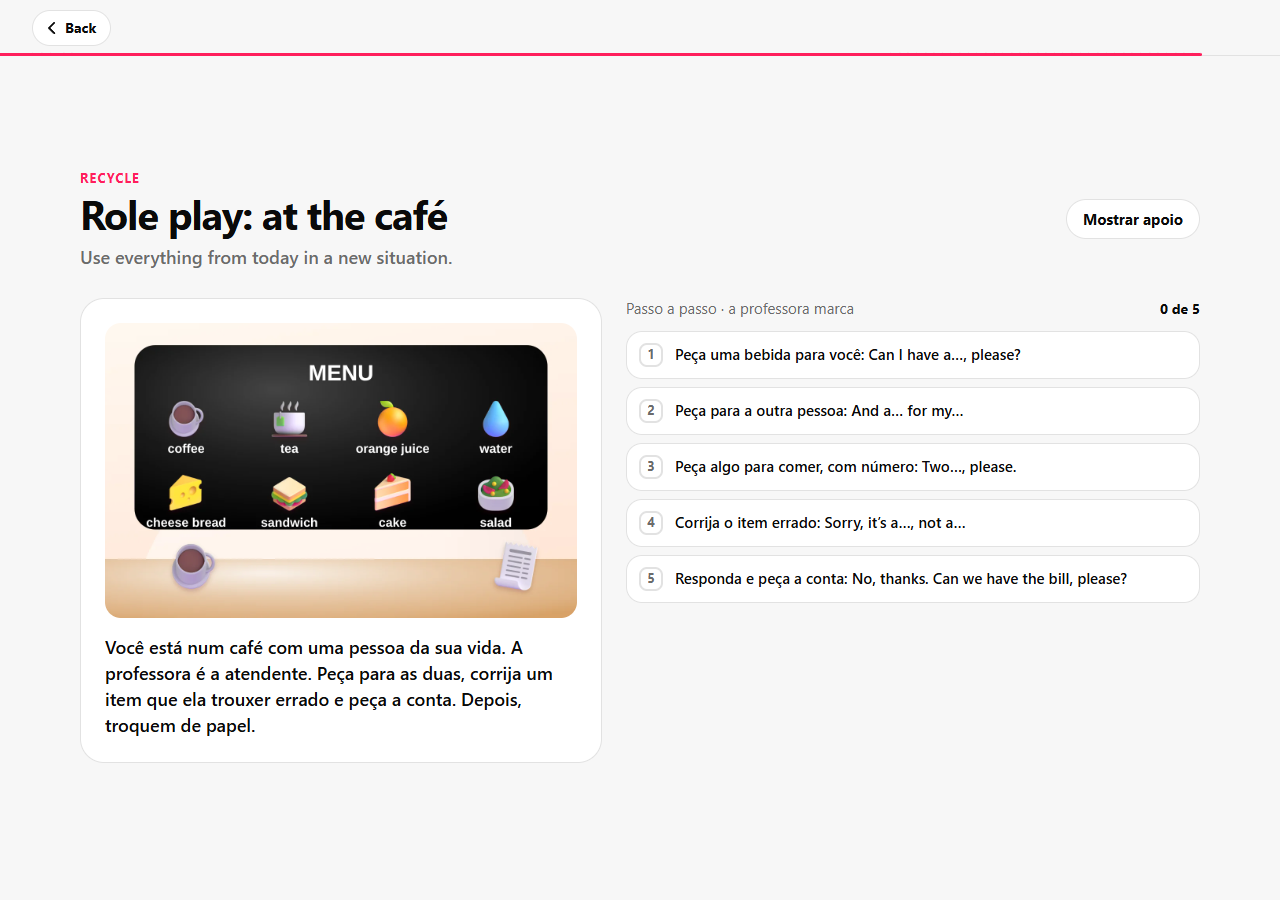 Back
RECYCLE
Role play: at the café
Use everything from today in a new situation.
Mostrar apoio
MENU
coffee tea orange juice water
cheese bread sandwich cake salad
Você está num café com uma pessoa da sua vida. A
professora é a atendente. Peça para as duas, corrija um
item que ela trouxer errado e peça a conta. Depois,
troquem de papel.
Passo a passo · a professora marca 0 de 5
1 Peça uma bebida para você: Can I have a..., please?
2 Peça para a outra pessoa: And a... for my...
3 Peça algo para comer, com número: Two..., please.
4 Corrija o item errado: Sorry, it's a..., not a...
5 Responda e peça a conta: No, thanks. Can we have the bill, please?